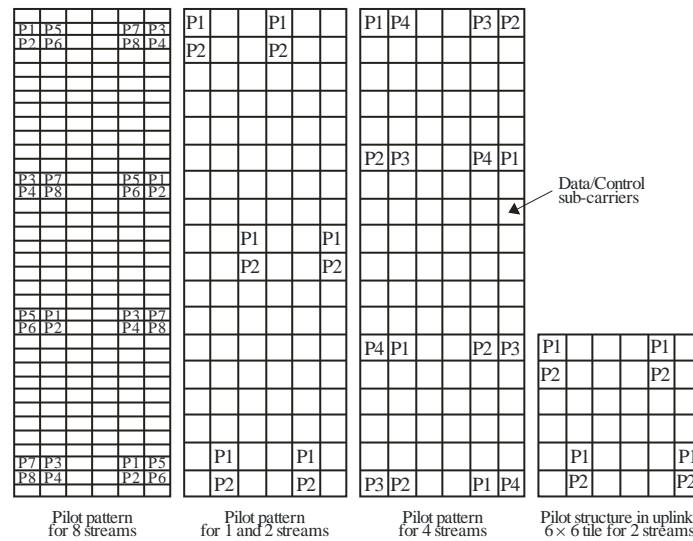 P1 P5 P7 P3
P2 P6 P8 P4
P3 P7 P5 P1
P4 P8 P6 P2
P5 P1 P3 P7
P6 P2 P4 P8
P7 P3 P1 P5
P8 P4 P2 P6
Pilot pattern
for 8 streams
P1 P1
P2 P2
P1 P1
P2 P2
P1 P1
P2 P2
Pilot pattern
for 1 and 2 streams
P1 P4 P3 P2
P2 P3 P4 P1
P4 P1 P2 P3
P3 P2 P1 P4
Pilot pattern
for 4 streams
Data/Control
sub-carriers
P1 P1
P2 P2
P1 P1
P2 P2
Pilot structure in uplink
6 × 6 tile for 2 streams